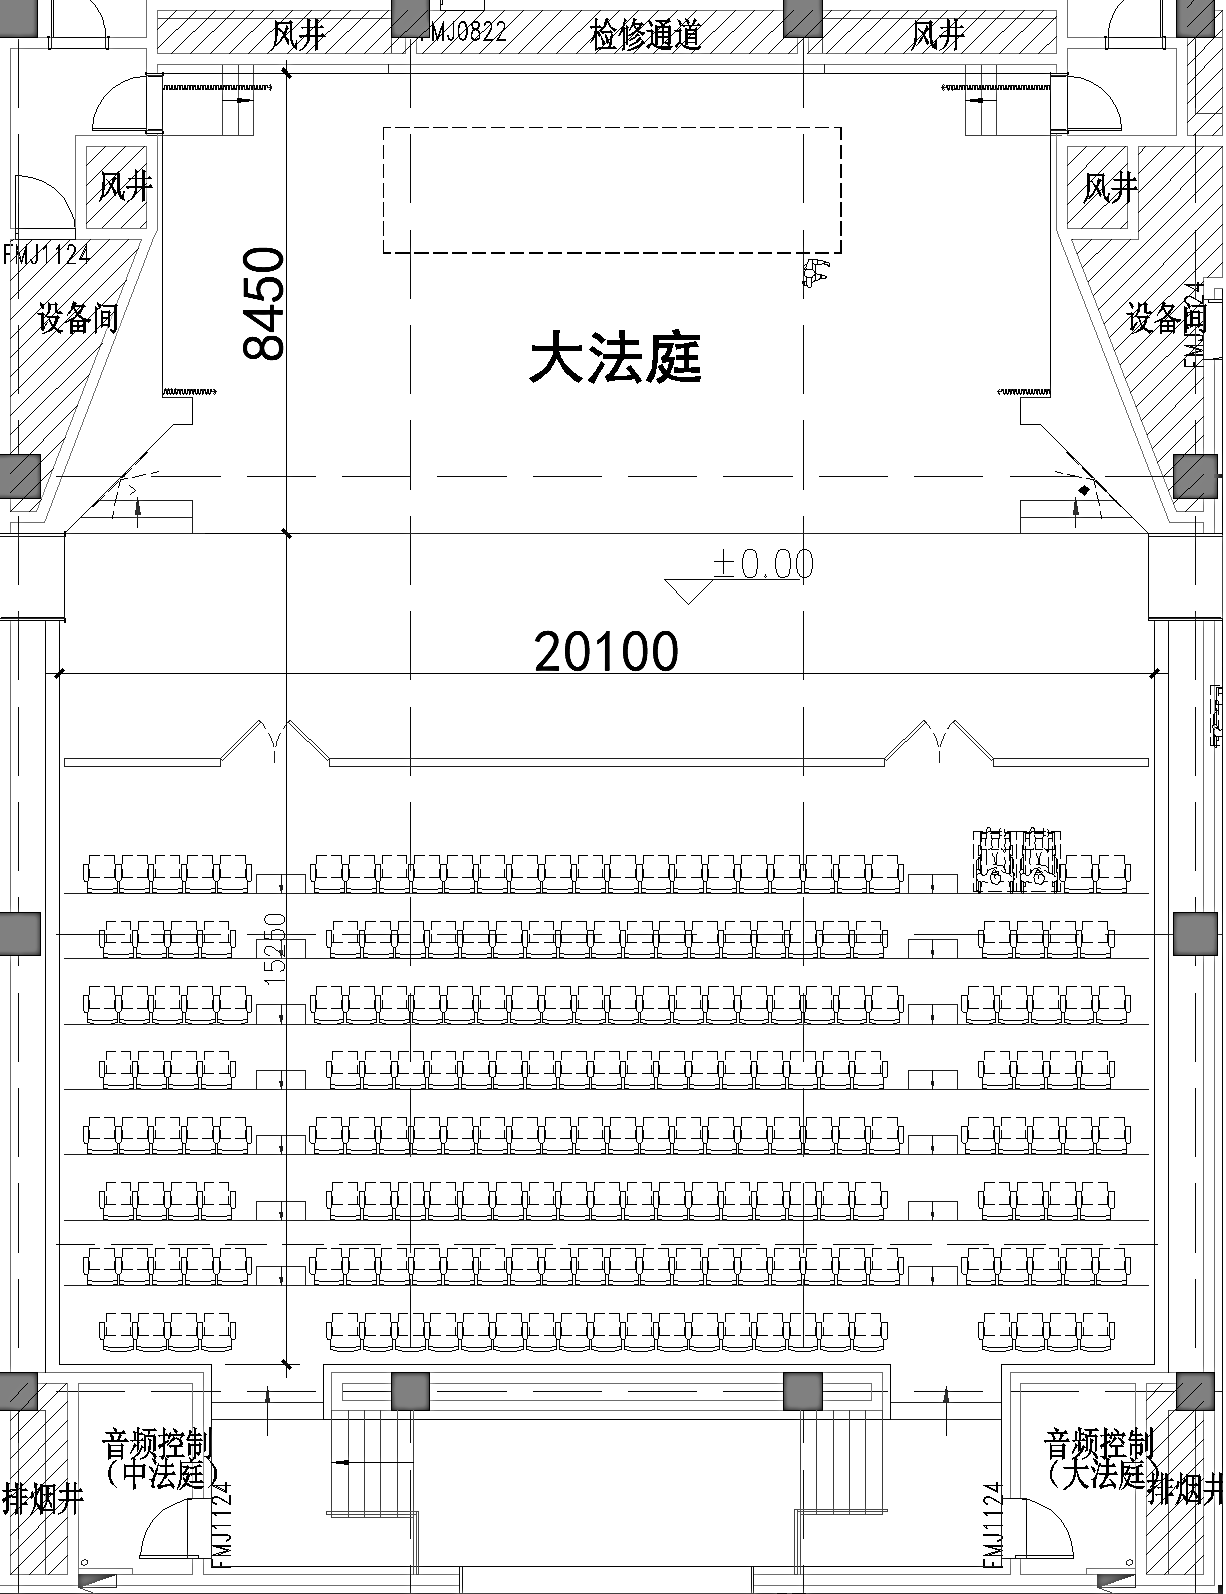 风井
FMJ0822
检修通道
风井
风井
风井
FMJ1124
8450
设备间
设备间
大法庭
±0.00
20100
15250
音频控制
(中法庭)
音频控制
(大法庭)
排烟井
排烟井
FMJ1124
FMJ1124